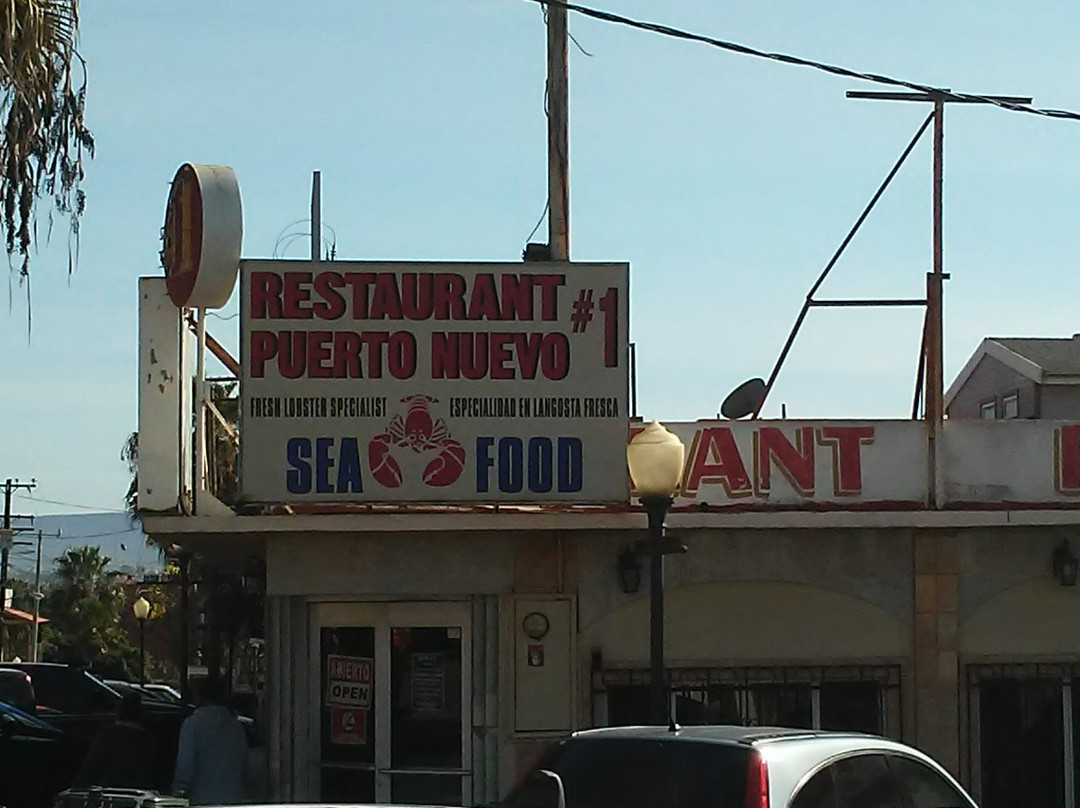 RESTAURANT #1
PUERTO NUEVO
FRESH LOBSTER SPECIALIST ESPECIALIDAD EN LANGOSTA FRESCA
SEA FOOD
ANT
ABIERTO
OPEN